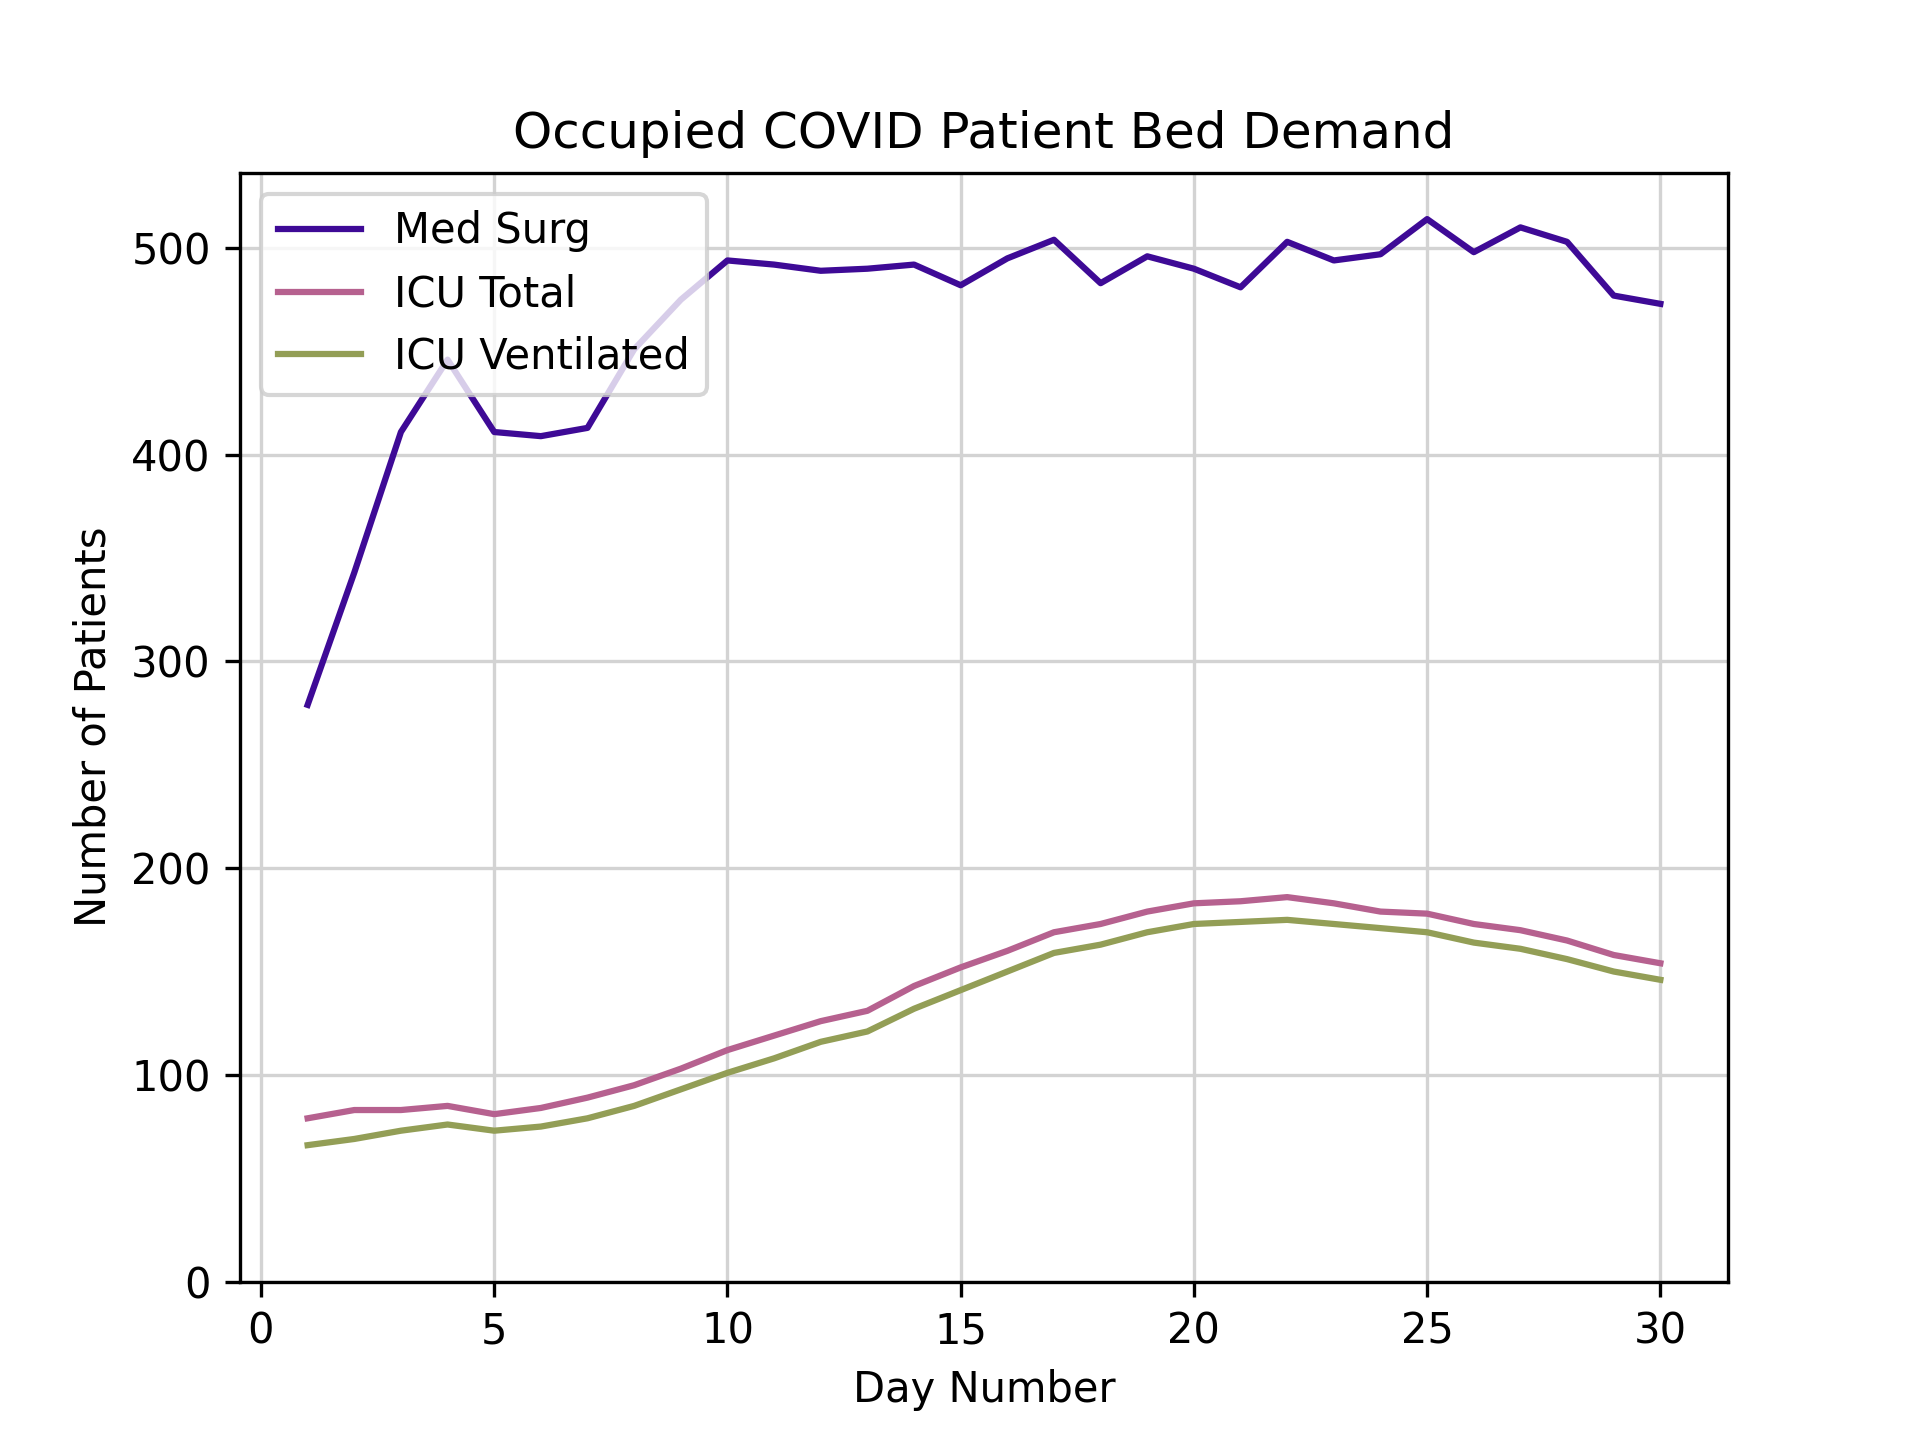 Occupied COVID Patient Bed Demand
Med Surg
ICU Total
ICU Ventilated
500
400
300
200
100
0
Number of Patients
0 5 10 15 20 25 30
Day Number